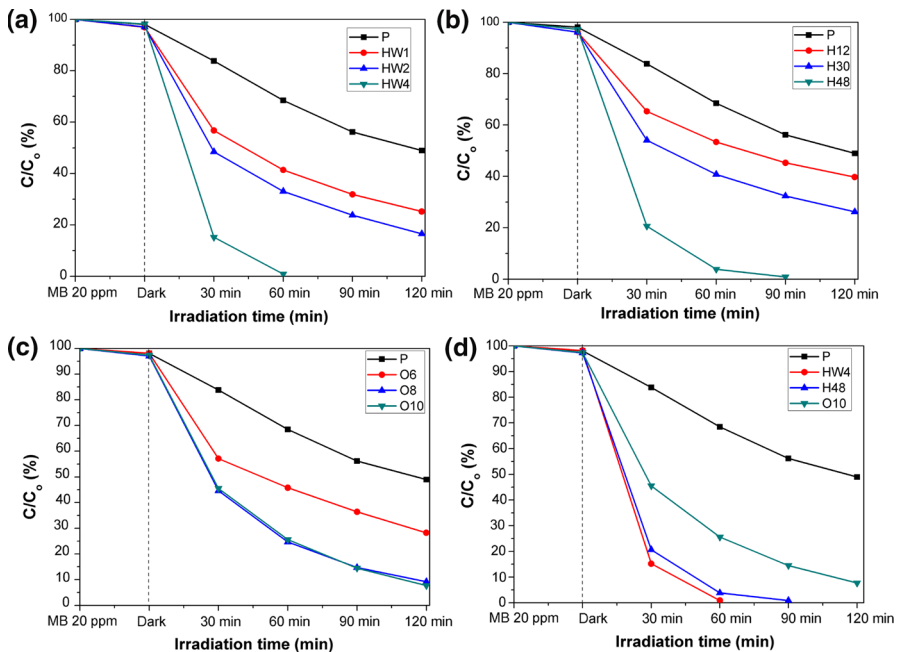 (a)
100
80
60
40
20
0
C/Co (%)
P
HW1
HW2
HW4
MB 20 ppm Dark 30 min 60 min 90 min 120 min
Irradiation time (min)
(b)
100
80
60
40
20
0
C/Co (%)
P
H12
H30
H48
MB 20 ppm Dark 30 min 60 min 90 min 120 min
Irradiation time (min)
(c)
100
90
80
70
60
50
40
30
20
10
0
C/Co (%)
P
O6
O8
O10
MB 20 ppm Dark 30 min 60 min 90 min 120 min
Irradiation time (min)
(d)
100
90
80
70
60
50
40
30
20
10
0
C/Co (%)
P
HW4
H48
O10
MB 20 ppm Dark 30 min 60 min 90 min 120 min
Irradiation time (min)